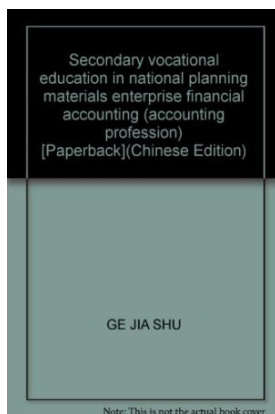 Secondary vocational
education in national planning
materials enterprise financial
accounting (accounting
profession)
[Paperback](Chinese Edition)
GE JIA SHU
Note: This is not the actual book cover